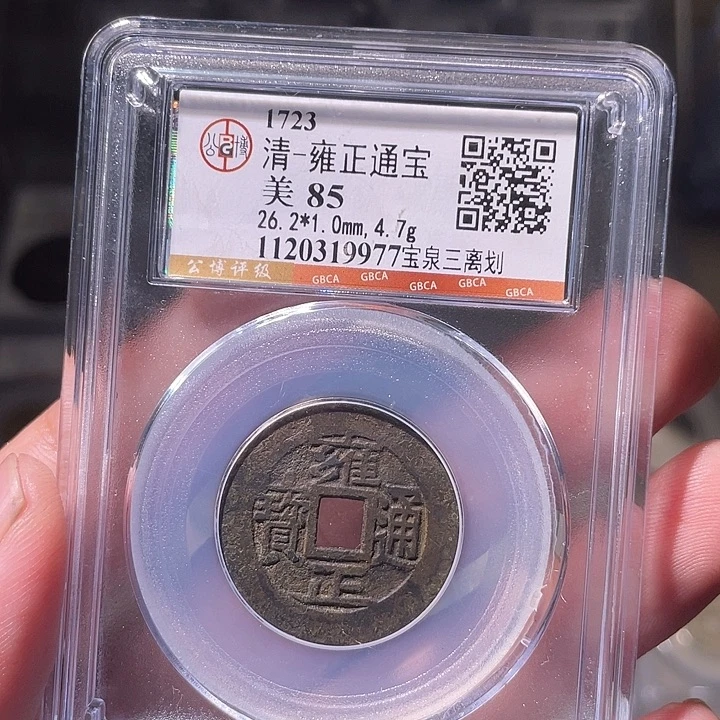 1723
清-雍正通宝
美 85
26.2*1.0mm, 4.7g
1120319977宝泉三离划
公博评级
GBCA GBCA GBCA GBCA GBCA
公博
雍正通寶